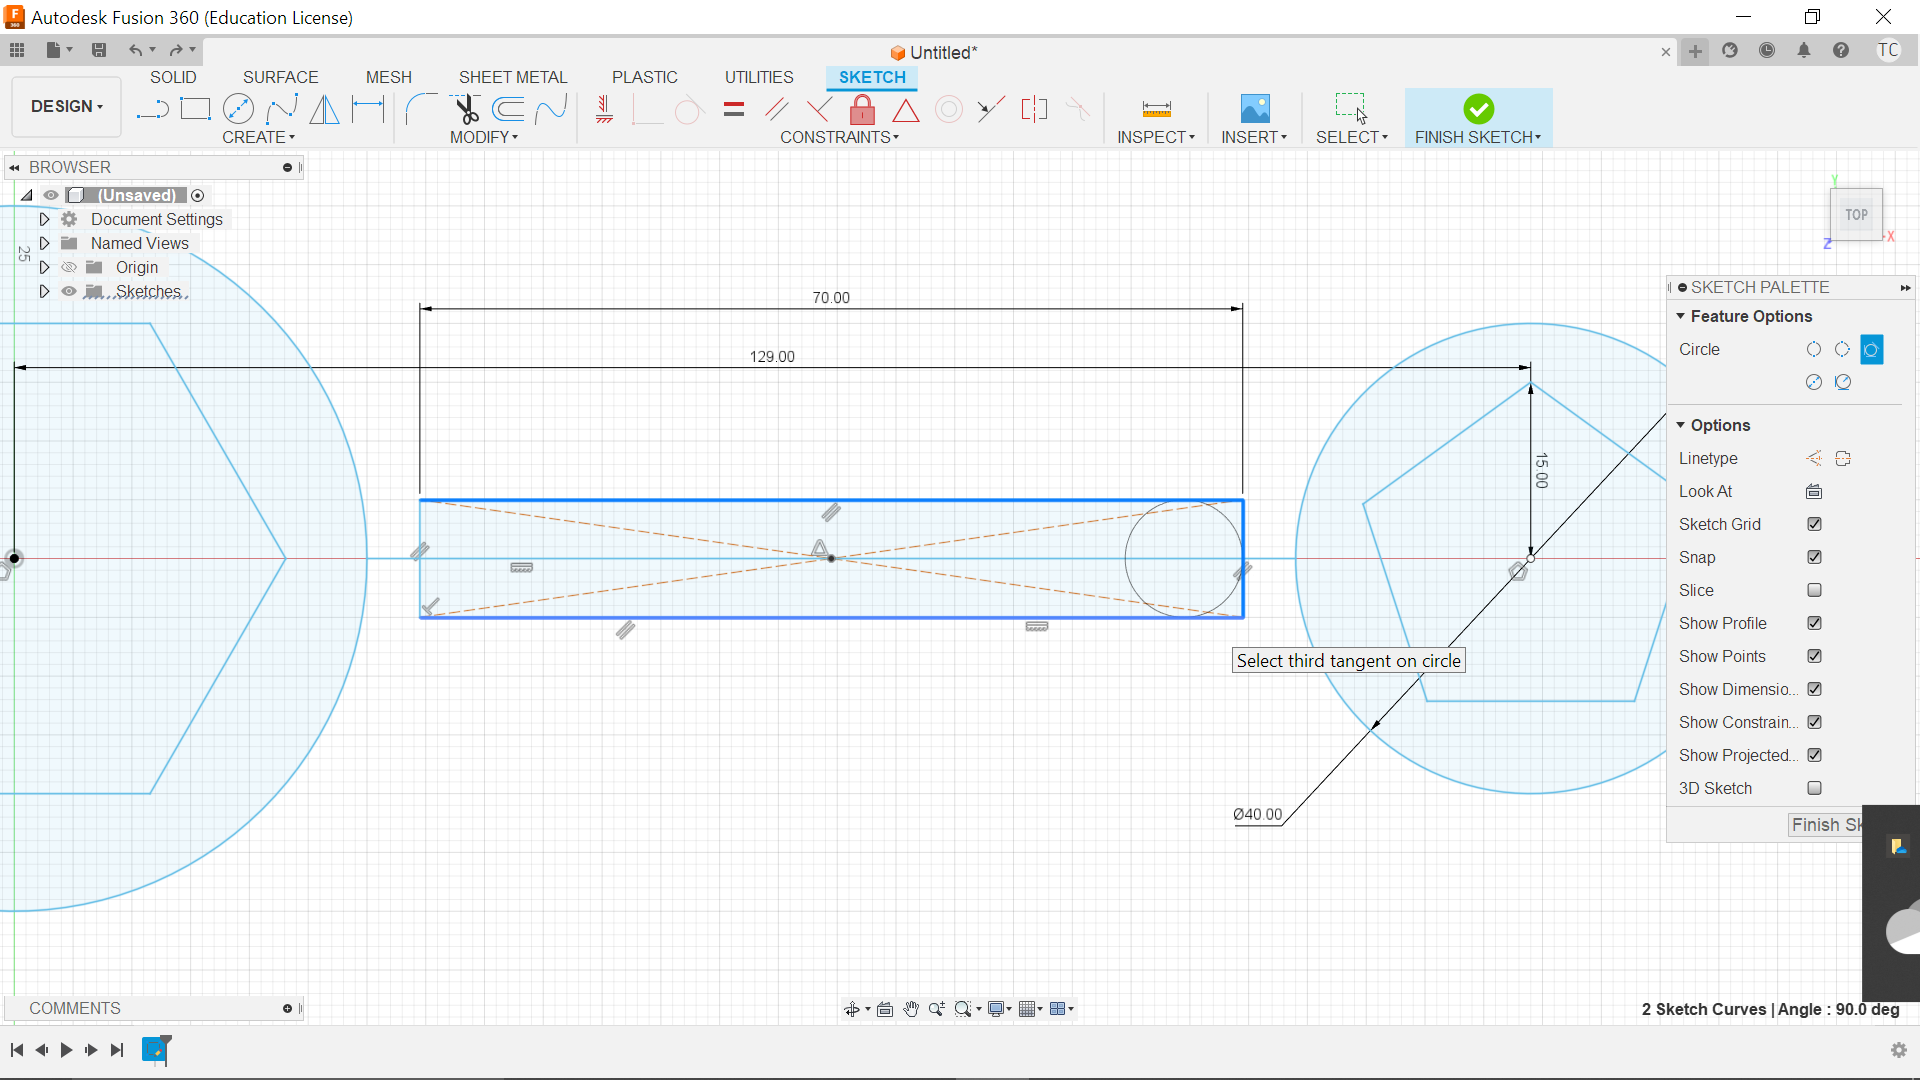 Autodesk Fusion 360 (Education License)
Untitled*
TC
SOLID SURFACE MESH SHEET METAL PLASTIC UTILITIES SKETCH
DESIGN
CREATE MODIFY CONSTRAINTS INSPECT INSERT SELECT FINISH SKETCH
BROWSER
(Unsaved)
Document Settings
Named Views
Origin
Sketches
25
70.00
129.00
15.00
Ø40.00
Select third tangent on circle
Y
TOP
X
Z
SKETCH PALETTE
Feature Options
Circle
Options
Linetype
Look At
Sketch Grid
Snap
Slice
Show Profile
Show Points
Show Dimensio...
Show Constrain...
Show Projected...
3D Sketch
Finish Sk
COMMENTS
2 Sketch Curves | Angle : 90.0 deg